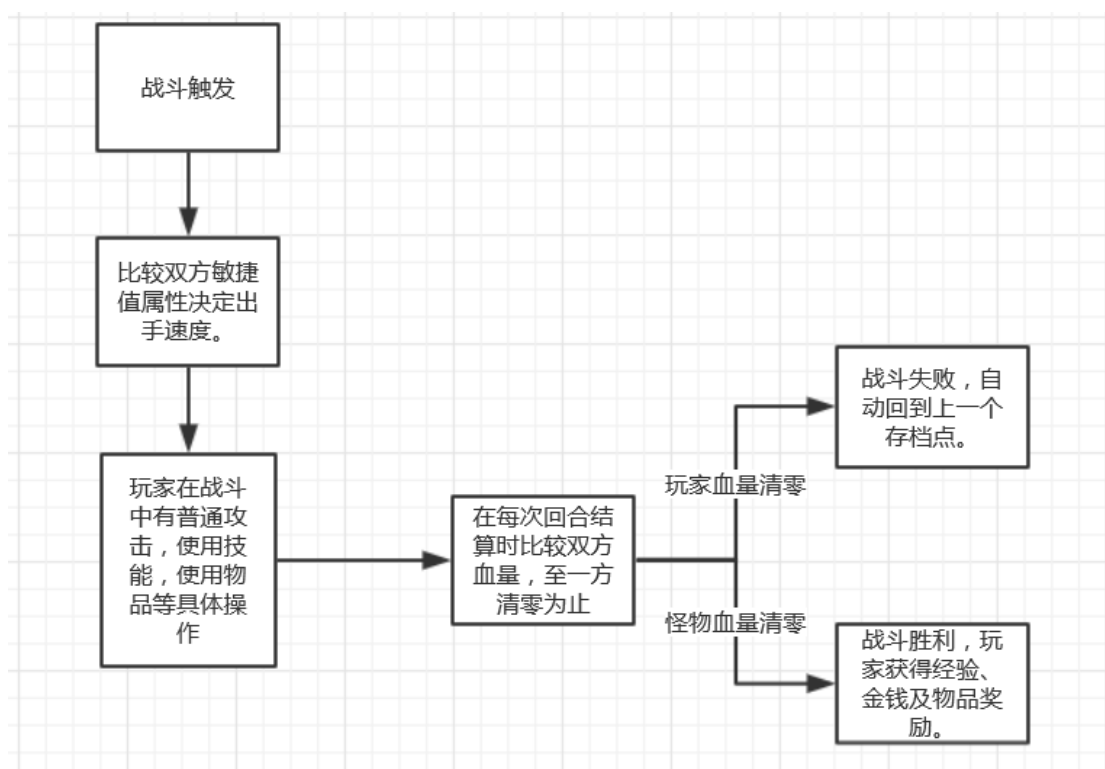 战斗触发
比较双方敏捷
值属性决定出
手速度。
玩家在战斗
中有普通攻
击，使用技
能，使用物
品等具体操
作
在每次回合结
算时比较双方
血量，至一方
清零为止
玩家血量清零
战斗失败，自
动回到上一个
存档点。
怪物血量清零
战斗胜利，玩
家获得经验、
金钱及物品奖
励。